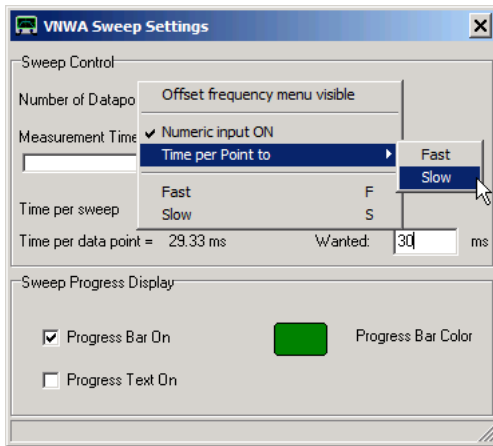 VNWA Sweep Settings
Sweep Control
Number of Datapo
Offset frequency menu visible
Measurement Time
Numeric input ON
Time per Point to
Fast
Slow
Fast F
Slow S
Time per sweep
Time per data point = 29.33 ms Wanted: 30 ms
Sweep Progress Display
Progress Bar On Progress Bar Color
Progress Text On